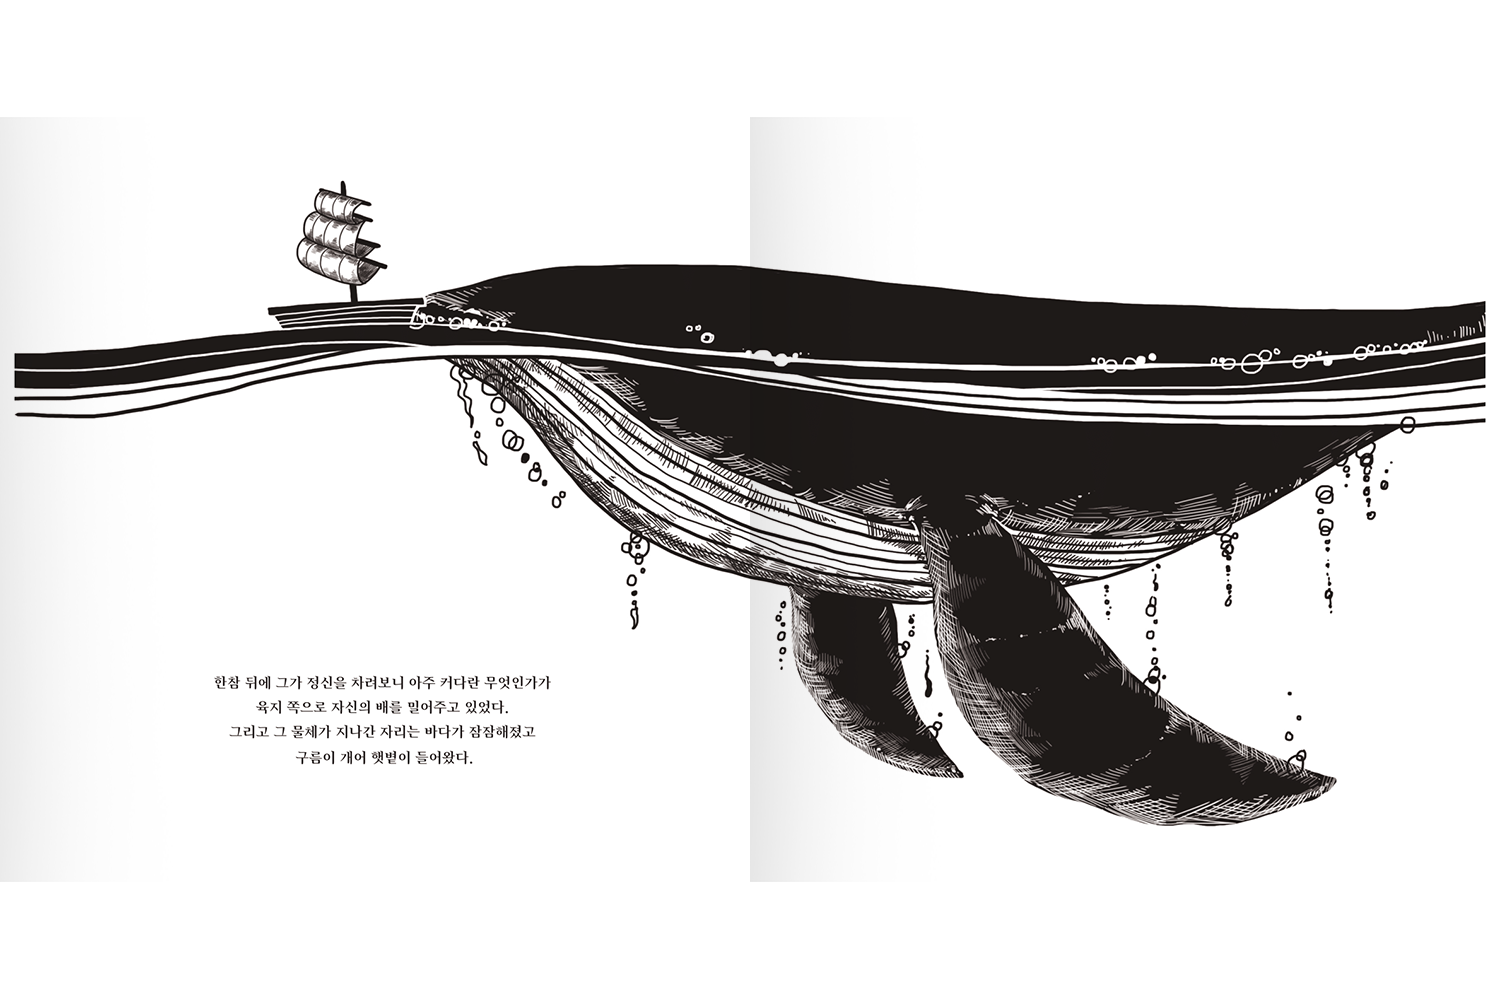 한참 뒤에 그가 정신을 차려보니 아주 커다란 무엇인가가
육지 쪽으로 자신의 배를 밀어주고 있었다.
그리고 그 물체가 지나간 자리는 바다가 잠잠해졌고
구름이 개어 햇볕이 들어왔다.